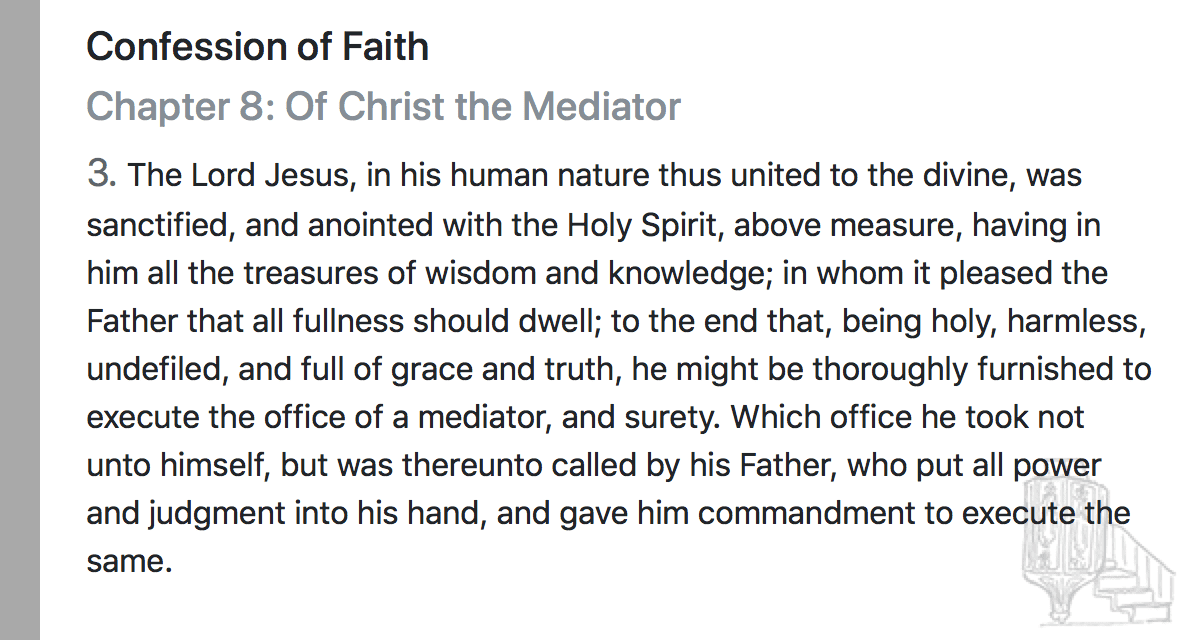 Confession of Faith
Chapter 8: Of Christ the Mediator
3. The Lord Jesus, in his human nature thus united to the divine, was
sanctified, and anointed with the Holy Spirit, above measure, having in
him all the treasures of wisdom and knowledge; in whom it pleased the
Father that all fullness should dwell; to the end that, being holy, harmless,
undefiled, and full of grace and truth, he might be thoroughly furnished to
execute the office of a mediator, and surety. Which office he took not
unto himself, but was thereunto called by his Father, who put all power
and judgment into his hand, and gave him commandment to execute the
same.